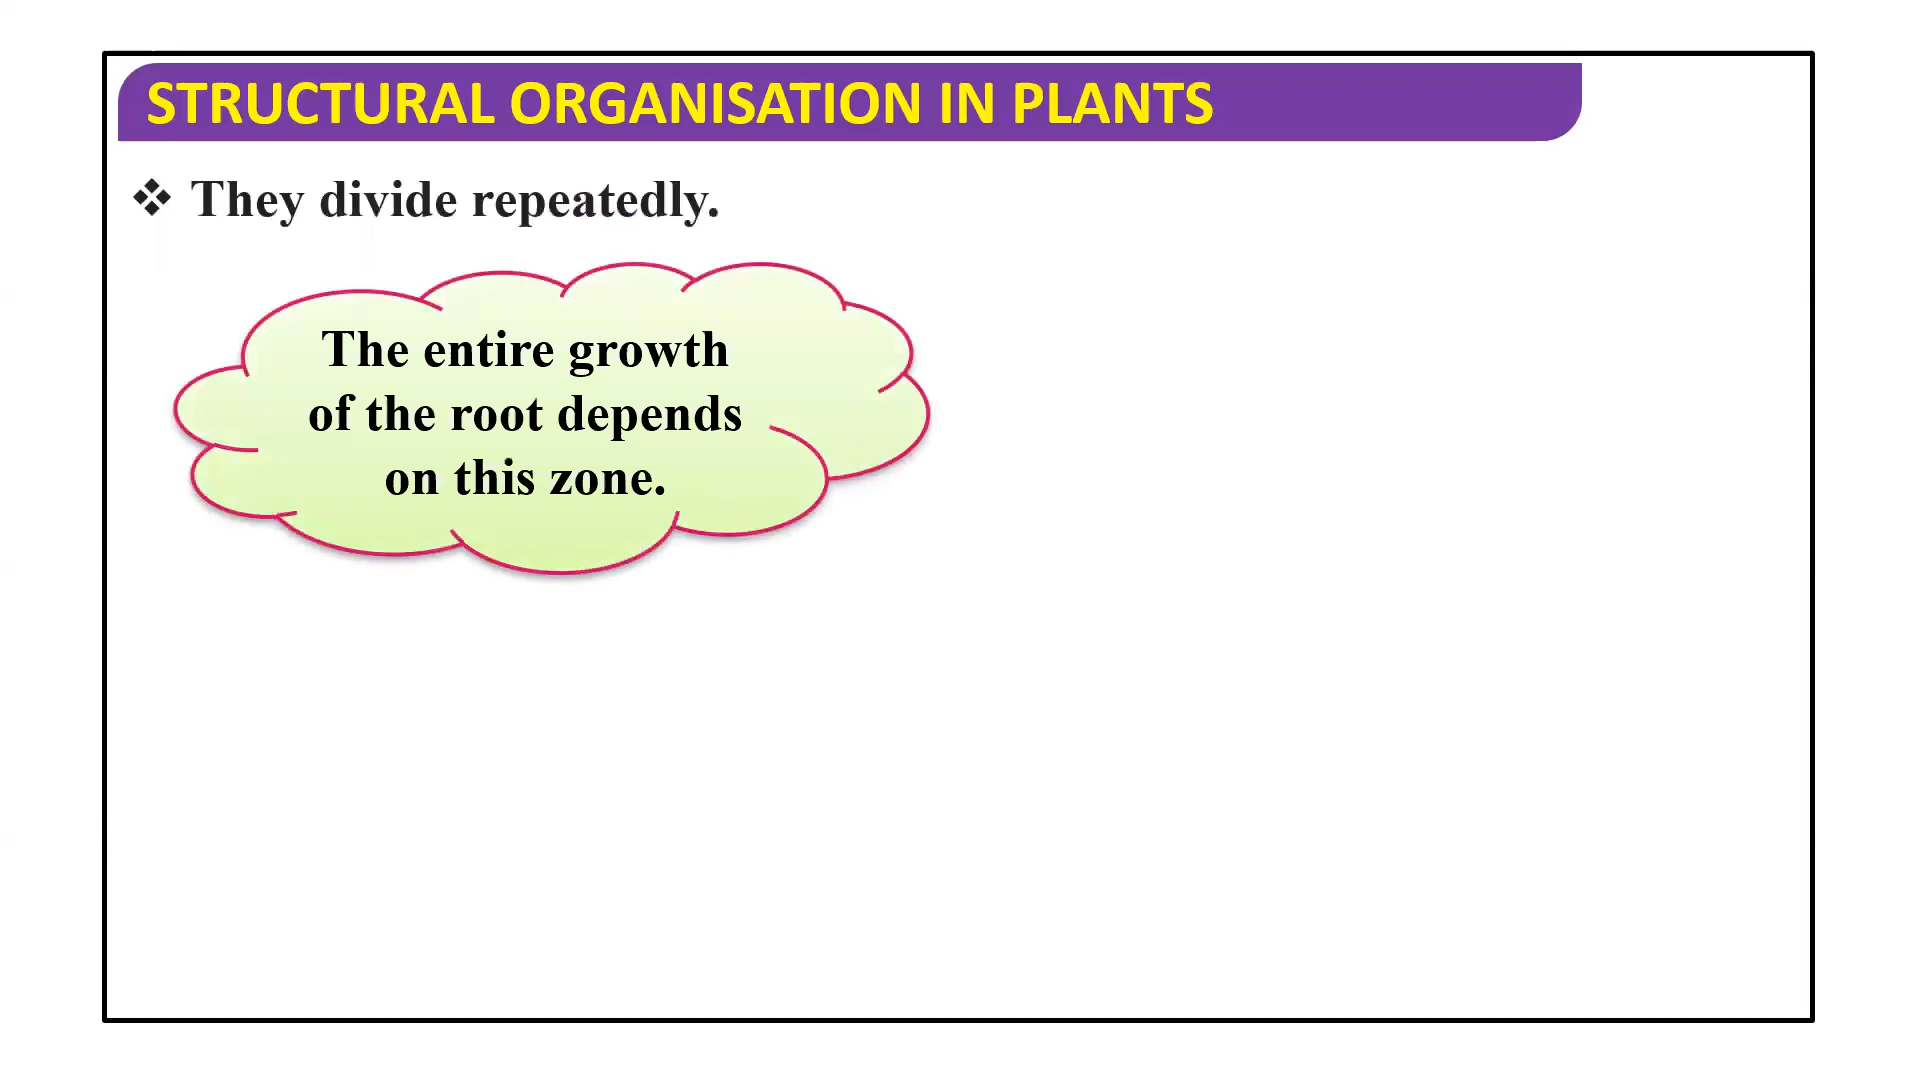 STRUCTURAL ORGANISATION IN PLANTS
They divide repeatedly.
The entire growth
of the root depends
on this zone.